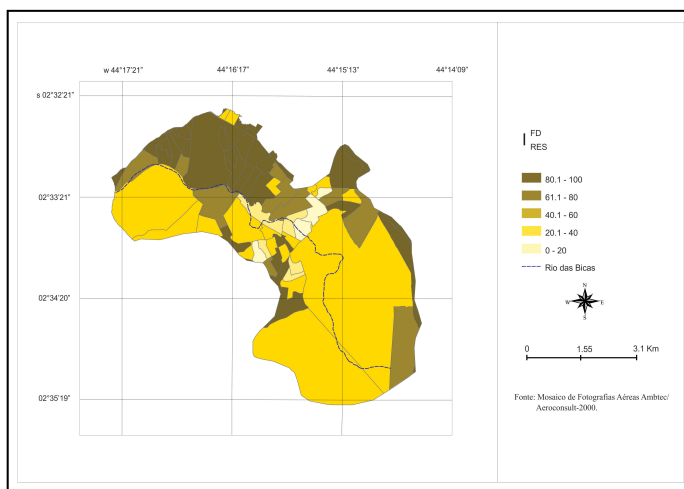 w 44°17'21" 44°16'17" 44°15'13" 44°14'09"
s 02°32'21"
02°33'21"
02°34'20"
02°35'19"
FD
RES
80.1 - 100
61.1 - 80
40.1 - 60
20.1 - 40
0 - 20
Rio das Bicas
N
W E
S
0 1.55 3.1 Km
Fonte: Mosaico de Fotografias Aéreas Ambtec/
Aeroconsult-2000.